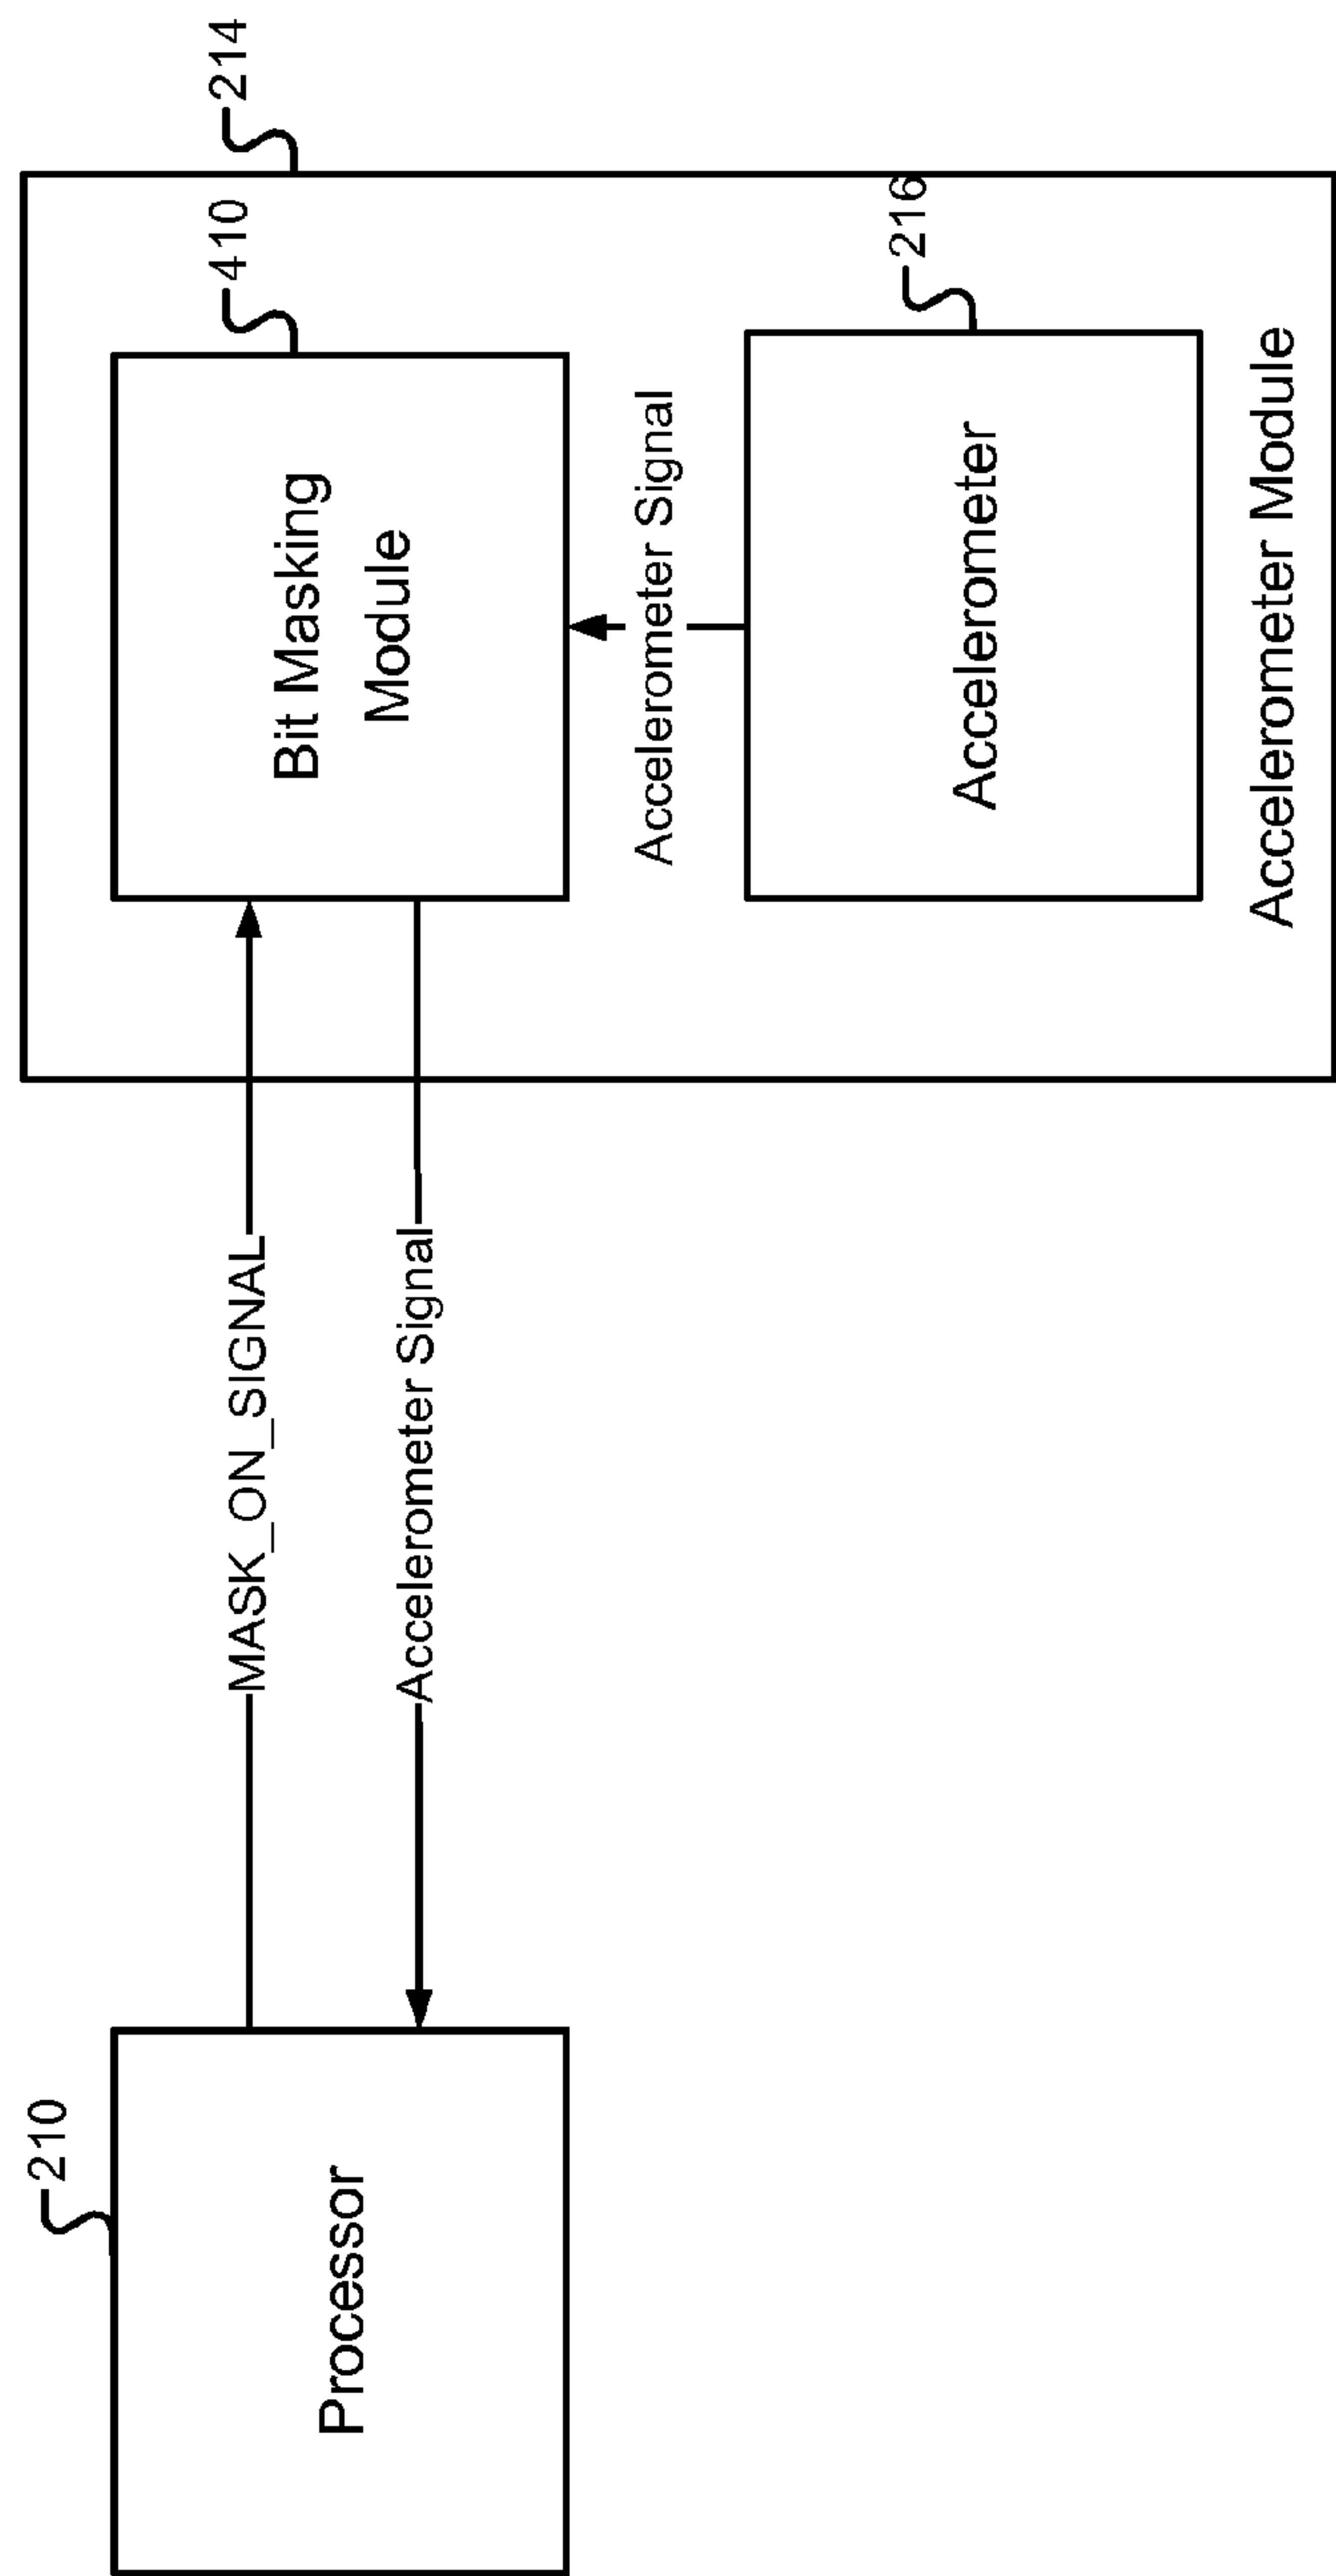 214
410
Bit Masking
Module
MASK_ON_SIGNAL
Accelerometer Signal
210
Processor
Accelerometer Signal
216
Accelerometer
Accelerometer Module